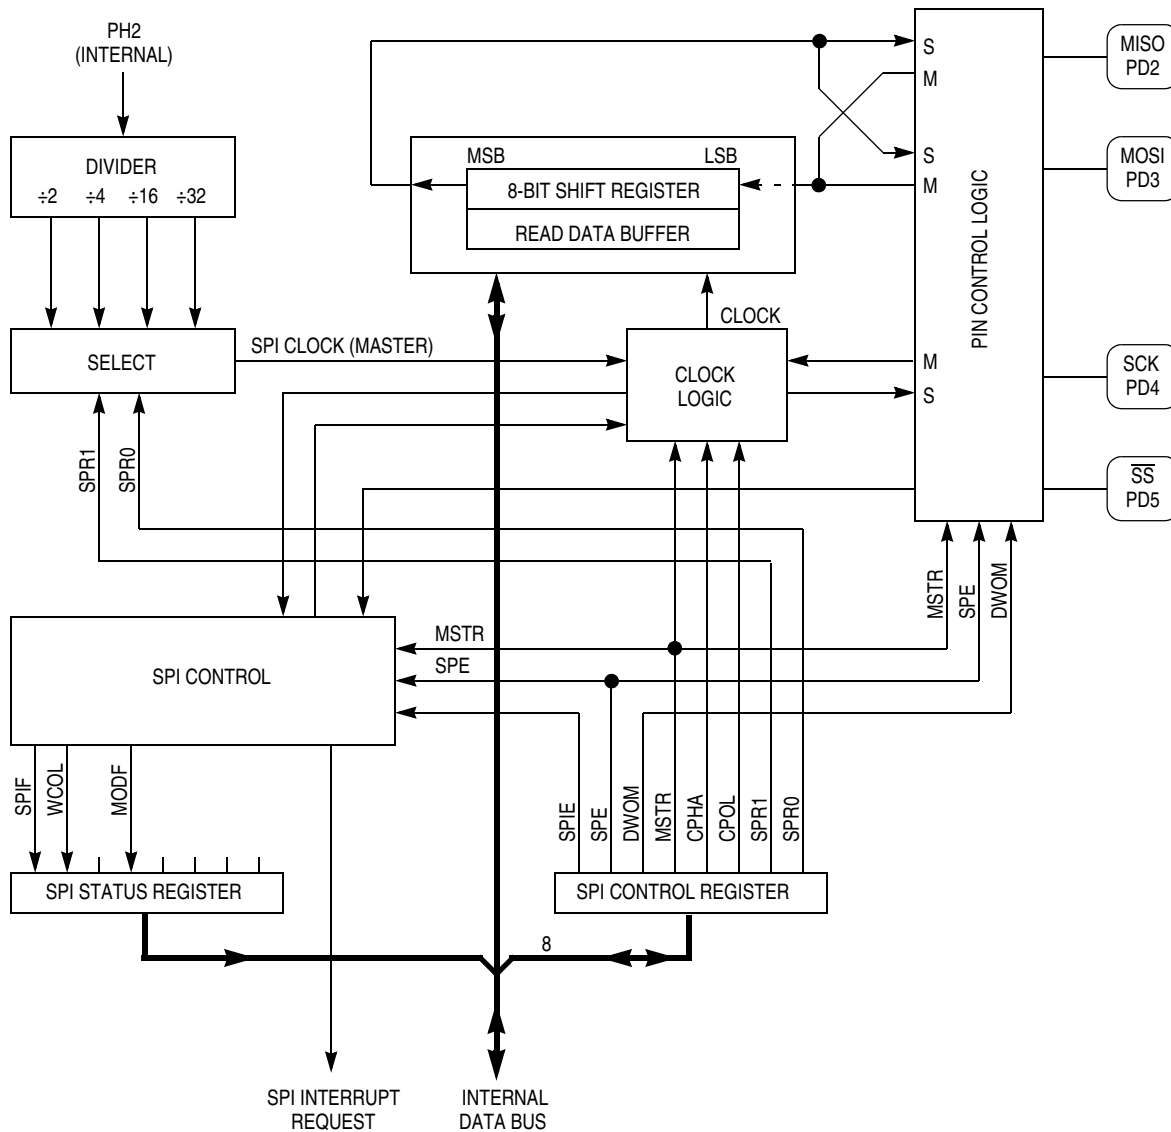 PH2
(INTERNAL)
DIVIDER
÷2 ÷4 ÷16 ÷32
SELECT
SPI CLOCK (MASTER)
SPR1
SPR0
MSB LSB
8-BIT SHIFT REGISTER
READ DATA BUFFER
CLOCK
CLOCK
LOGIC
S
M
S
M
M
S
PIN CONTROL LOGIC
MISO
PD2
MOSI
PD3
SCK
PD4
SS
PD5
MSTR
SPE
DWOM
MSTR
SPE
SPI CONTROL
SPIF
WCOL
MODF
SPIE
SPE
DWOM
MSTR
CPHA
CPOL
SPR1
SPR0
SPI STATUS REGISTER
SPI CONTROL REGISTER
8
SPI INTERRUPT
REQUEST
INTERNAL
DATA BUS